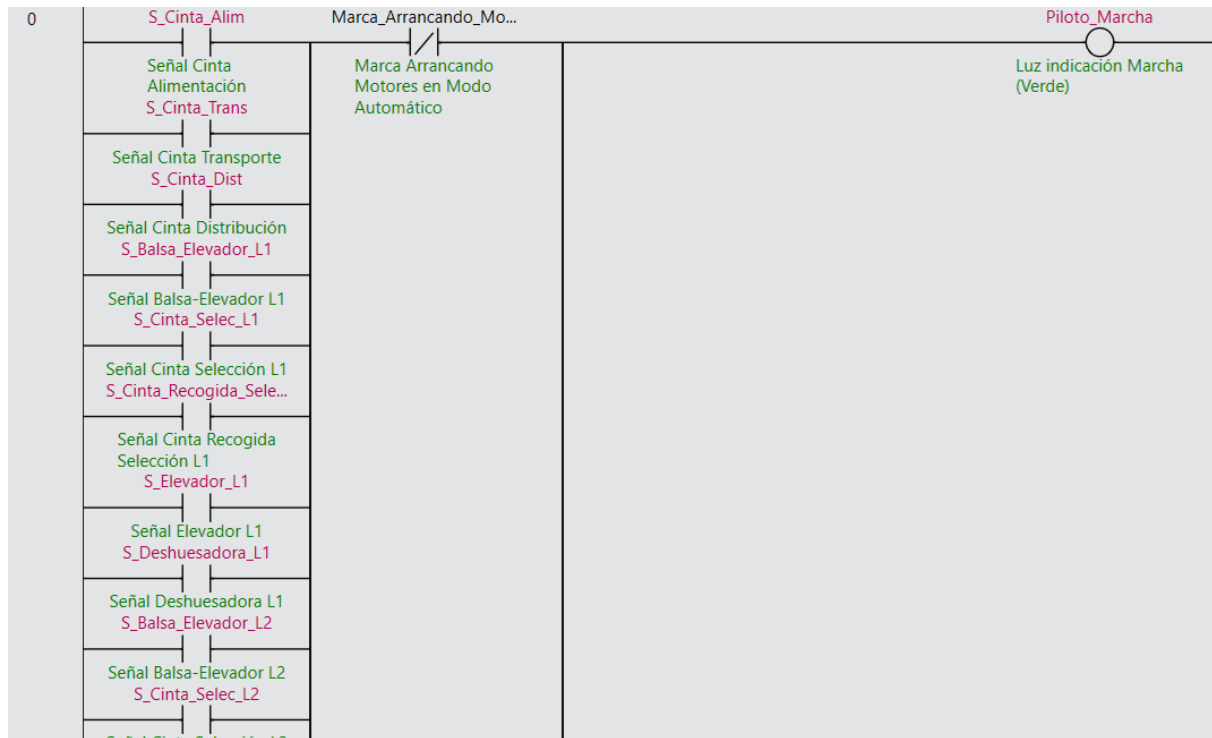 0
S_Cinta_Alim
Marca_Arrancando_Mo...
Piloto_Marcha
Señal Cinta
Alimentación
Marca Arrancando
Motores en Modo
Automático
Luz indicación Marcha
(Verde)
S_Cinta_Trans
Señal Cinta Transporte
S_Cinta_Dist
Señal Cinta Distribución
S_Balsa_Elevador_L1
Señal Balsa-Elevador L1
S_Cinta_Selec_L1
Señal Cinta Selección L1
S_Cinta_Recogida_Sele...
Señal Cinta Recogida
Selección L1
S_Elevador_L1
Señal Elevador L1
S_Deshuesadora_L1
Señal Deshuesadora L1
S_Balsa_Elevador_L2
Señal Balsa-Elevador L2
S_Cinta_Selec_L2